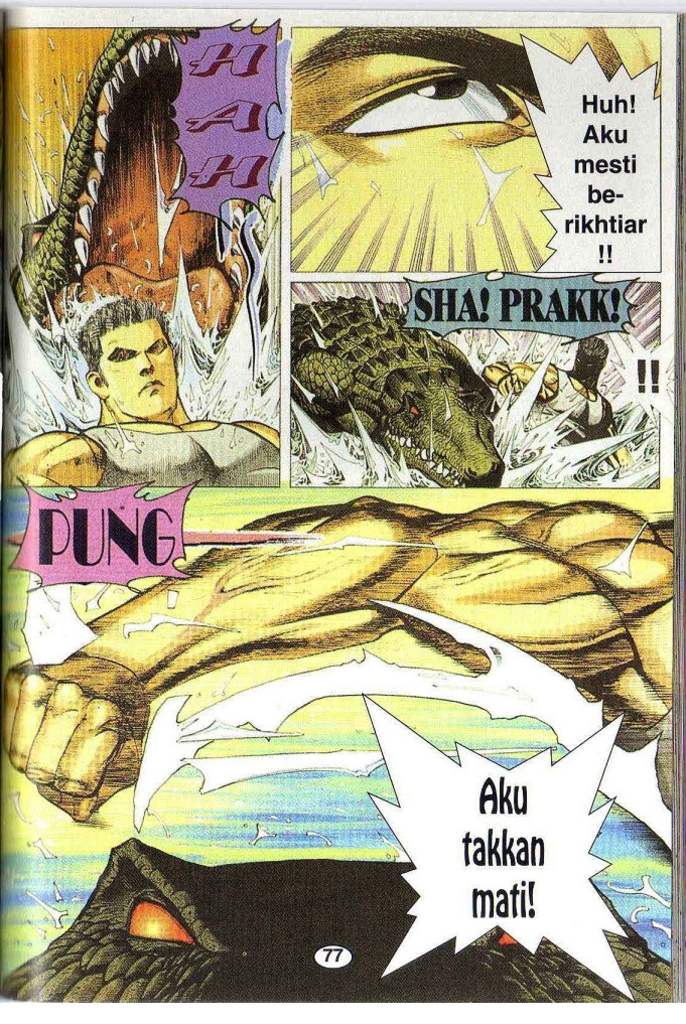 H
A
H
Huh!
Aku
mesti
be-
rikhtiar
!!
SHA! PRAKK!
!!
PUNG
Aku
takkan
mati!
77